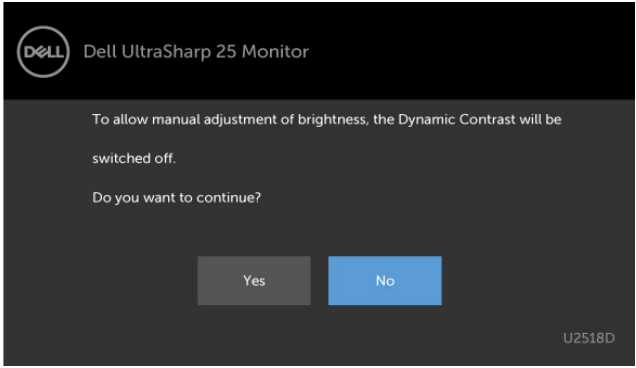 DELL
Dell UltraSharp 25 Monitor
To allow manual adjustment of brightness, the Dynamic Contrast will be
switched off.
Do you want to continue?
Yes
No
U2518D